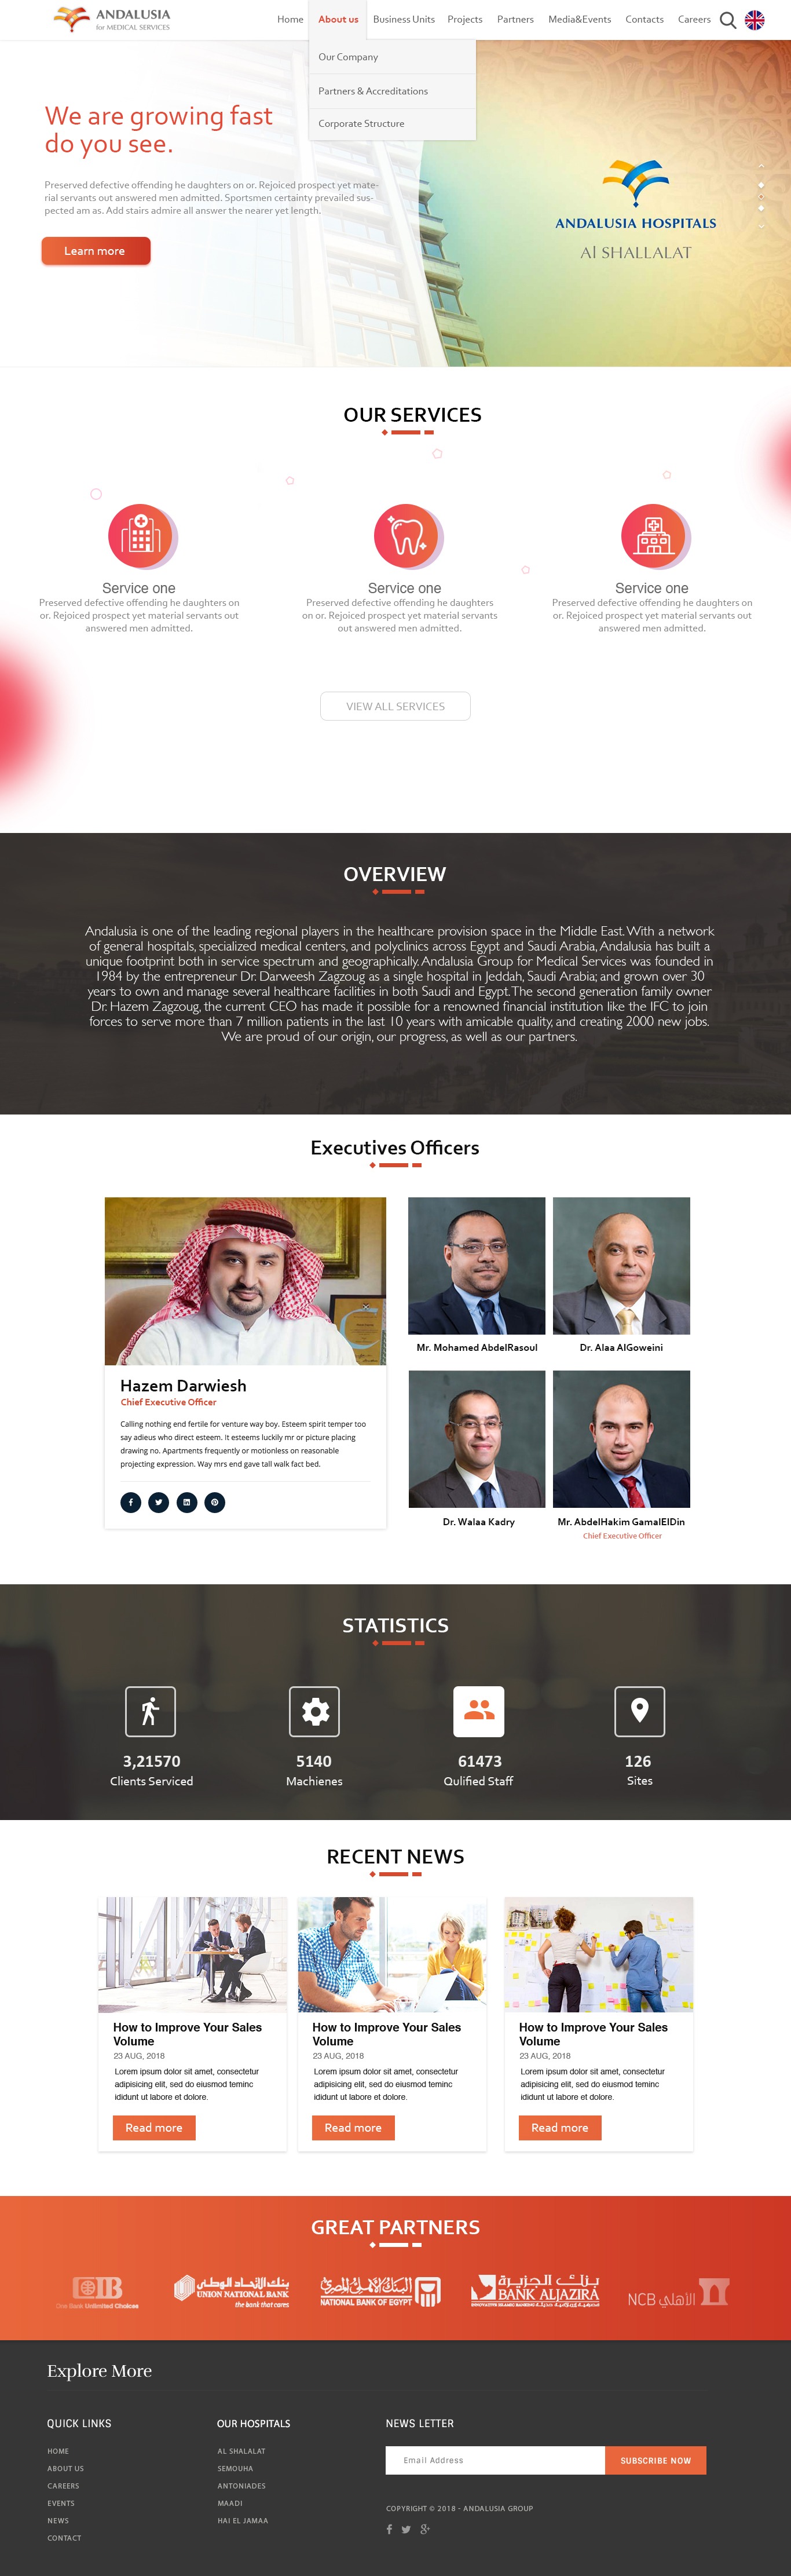 ANDALUSIA
for MEDICAL SERVICES
Home About us Business Units Projects Partners Media&Events Contacts Careers
Our Company
Partners & Accreditations
Corporate Structure
We are growing fast
do you see.
Preserved defective offending he daughters on or. Rejoiced prospect yet mate-
rial servants out answered men admitted. Sportsmen certainty prevailed sus-
pected am as. Add stairs admire all answer the nearer yet length.
Learn more
ANDALUSIA HOSPITALS
Al SHALLALAT
OUR SERVICES
Service one
Preserved defective offending he daughters on
or. Rejoiced prospect yet material servants out
answered men admitted.
Service one
Preserved defective offending he daughters
on or. Rejoiced prospect yet material servants
out answered men admitted.
Service one
Preserved defective offending he daughters on
or. Rejoiced prospect yet material servants out
answered men admitted.
VIEW ALL SERVICES
OVERVIEW
Andalusia is one of the leading regional players in the healthcare provision space in the Middle East. With a network
of general hospitals, specialized medical centers, and polyclinics across Egypt and Saudi Arabia, Andalusia has built a
unique footprint both in service spectrum and geographically. Andalusia Group for Medical Services was founded in
1984 by the entrepreneur Dr. Darweesh Zagzoug as a single hospital in Jeddah, Saudi Arabia; and grown over 30
years to own and manage several healthcare facilities in both Saudi and Egypt. The second generation family owner
Dr. Hazem Zagzoug, the current CEO has made it possible for a renowned financial institution like the IFC to join
forces to serve more than 7 million patients in the last 10 years with amicable quality, and creating 2000 new jobs.
We are proud of our origin, our progress, as well as our partners.
Executives Officers
Hazem Darwiesh
Chief Executive Officer
Calling nothing end fertile for venture way boy. Esteem spirit temper too
say adieus who direct esteem. It esteems luckily mr or picture placing
drawing no. Apartments frequently or motionless on reasonable
projecting expression. Way mrs end gave tall walk fact bed.
Mr. Mohamed AbdelRasoul
Dr. Alaa AlGoweini
Dr. Walaa Kadry
Mr. AbdelHakim GamalElDin
Chief Executive Officer
STATISTICS
3,21570
Clients Serviced
5140
Machienes
61473
Qulified Staff
126
Sites
RECENT NEWS
How to Improve Your Sales
Volume
23 AUG, 2018
Lorem ipsum dolor sit amet, consectetur
adipisicing elit, sed do eiusmod teminc
ididunt ut labore et dolore.
Read more
How to Improve Your Sales
Volume
23 AUG, 2018
Lorem ipsum dolor sit amet, consectetur
adipisicing elit, sed do eiusmod teminc
ididunt ut labore et dolore.
Read more
How to Improve Your Sales
Volume
23 AUG, 2018
Lorem ipsum dolor sit amet, consectetur
adipisicing elit, sed do eiusmod teminc
ididunt ut labore et dolore.
Read more
GREAT PARTNERS
CIB
One Bank Unlimited Choices
بنك الاتحاد الوطني
UNION NATIONAL BANK
the bank that cares
البنك الأهلي المصري
NATIONAL BANK OF EGYPT
بنك الجزيرة
BANK ALJAZIRA
NCB الأهلي
Explore More
QUICK LINKS
HOME
ABOUT US
CAREERS
EVENTS
NEWS
CONTACT
OUR HOSPITALS
AL SHALALAT
SEMOUHA
ANTONIADES
MAADI
HAI EL JAMAA
NEWS LETTER
Email Address
SUBSCRIBE NOW
COPYRIGHT © 2018 - ANDALUSIA GROUP